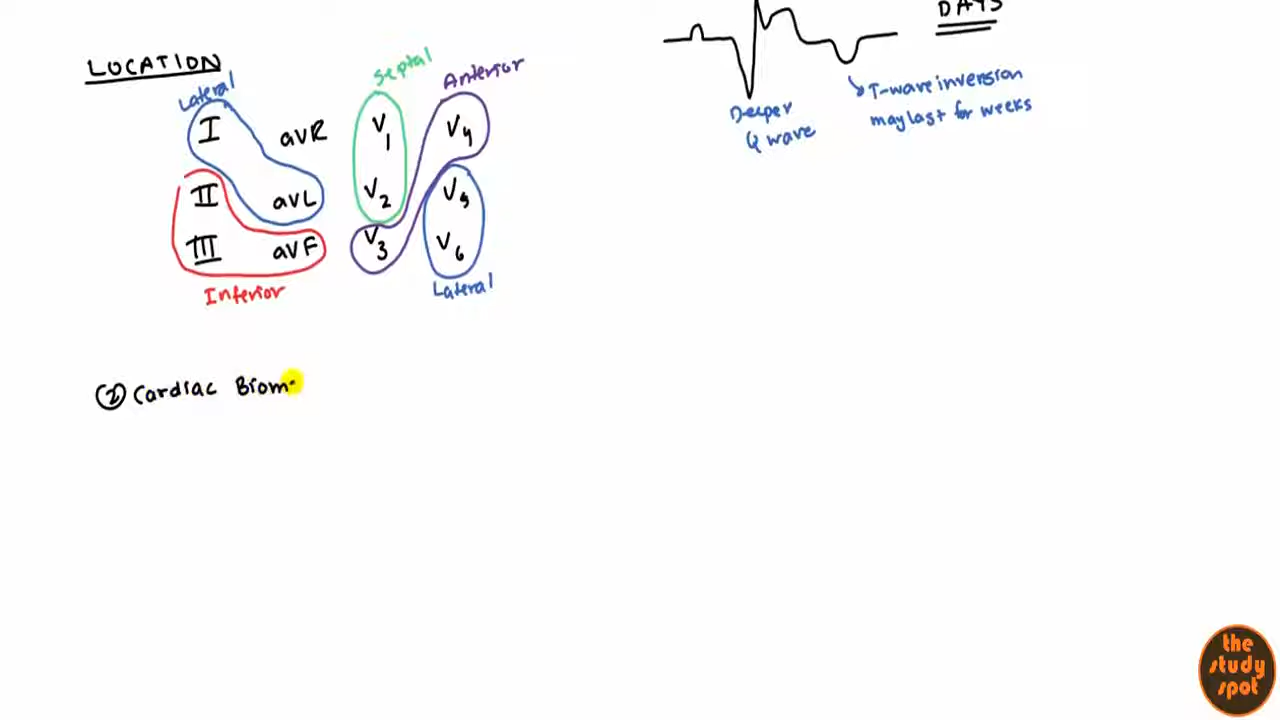 DAYS
LOCATION
Lateral
Septal
Anterior
I aVR V1 V4
II aVL V2 V5
III aVF V3 V6
Inferior
Lateral
Deeper
Q wave
T-wave inversion
may last for weeks
② Cardiac Biom
the
study
spot